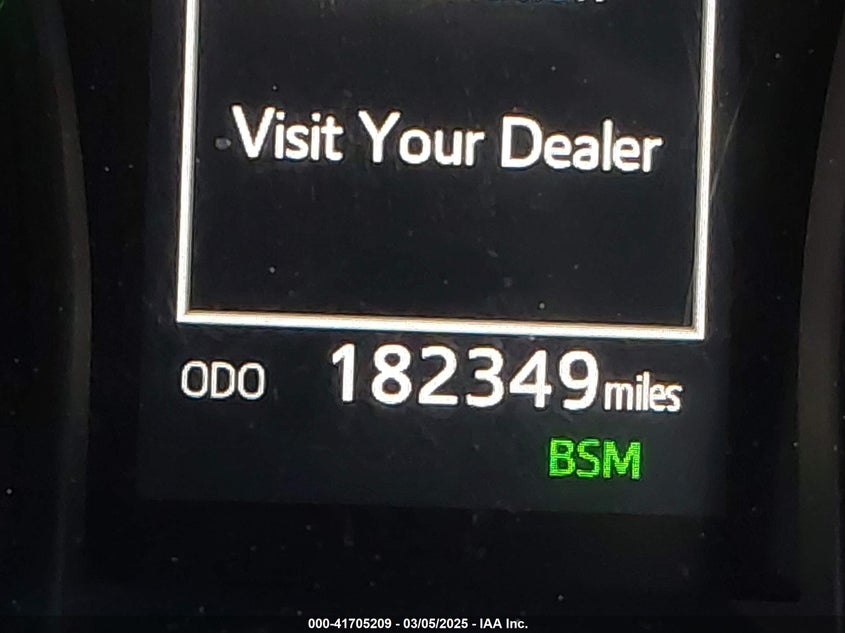 Visit Your Dealer
ODO 182349 miles
BSM
000-41705209 - 03/05/2025 - IAA Inc.